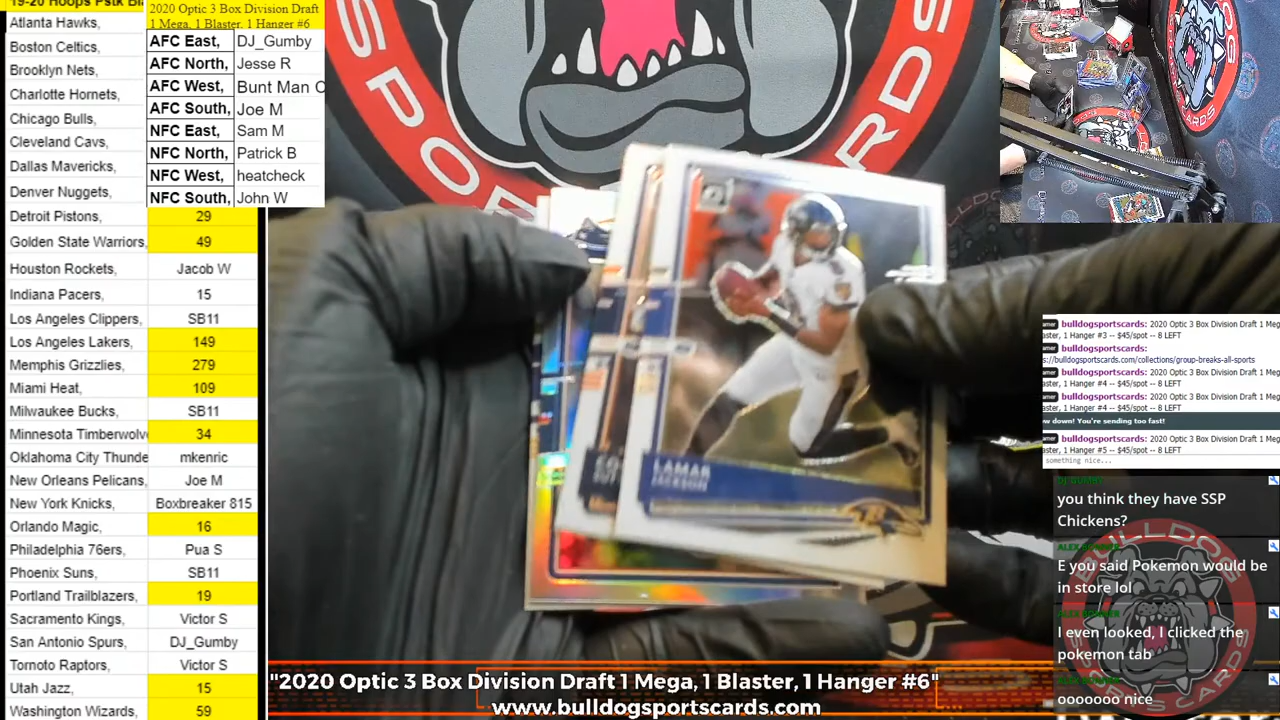 19-20 Hoops Pstk Bl
Atlanta Hawks,
Boston Celtics,
Brooklyn Nets,
Charlotte Hornets,
Chicago Bulls,
Cleveland Cavs,
Dallas Mavericks,
Denver Nuggets,
Detroit Pistons, 29
Golden State Warriors, 49
Houston Rockets, Jacob W
Indiana Pacers, 15
Los Angeles Clippers, SB11
Los Angeles Lakers, 149
Memphis Grizzlies, 279
Miami Heat, 109
Milwaukee Bucks, SB11
Minnesota Timberwolv 34
Oklahoma City Thunde mkenric
New Orleans Pelicans, Joe M
New York Knicks, Boxbreaker 815
Orlando Magic, 16
Philadelphia 76ers, Pua S
Phoenix Suns, SB11
Portland Trailblazers, 19
Sacramento Kings, Victor S
San Antonio Spurs, DJ_Gumby
Tornoto Raptors, Victor S
Utah Jazz, 15
Washington Wizards, 59
2020 Optic 3 Box Division Draft
1 Mega, 1 Blaster, 1 Hanger #6
AFC East, DJ_Gumby
AFC North, Jesse R
AFC West, Bunt Man C
AFC South, Joe M
NFC East, Sam M
NFC North, Patrick B
NFC West, heatcheck
NFC South, John W
SPORTS CARDS
LAMAR
JACKSON
bulldogsportscards: 2020 Optic 3 Box Division Draft 1 Meg
aster, 1 Hanger #3 -- $45/spot -- 8 LEFT
bulldogsportscards:
s://bulldogsportscards.com/collections/group-breaks-all-sports
bulldogsportscards: 2020 Optic 3 Box Division Draft 1 Meg
aster, 1 Hanger #4 -- $45/spot -- 8 LEFT
bulldogsportscards: 2020 Optic 3 Box Division Draft 1 Meg
aster, 1 Hanger #4 -- $45/spot -- 8 LEFT
ow down! You're sending too fast!
bulldogsportscards: 2020 Optic 3 Box Division Draft 1 Meg
aster, 1 Hanger #5 -- $45/spot -- 8 LEFT
something nice...
DJ GUMBY
you think they have SSP
Chickens?
E you said Pokemon would be
in store lol
I even looked, I clicked the
pokemon tab
ooooooo nice
BULLDOG
SPORTS CARDS
"2020 Optic 3 Box Division Draft 1 Mega, 1 Blaster, 1 Hanger #6"
www.bulldogsportscards.com